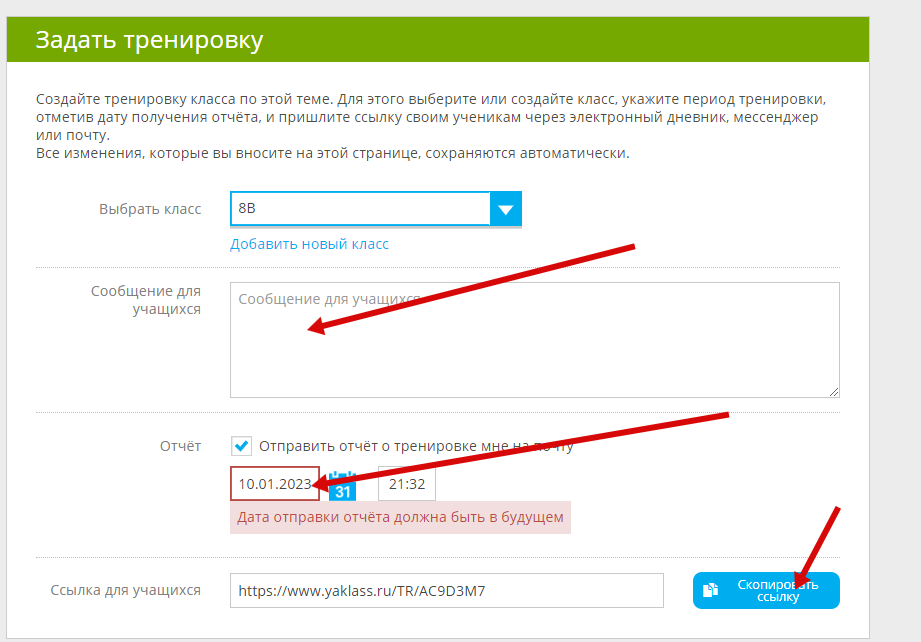 Задать тренировку
Создайте тренировку класса по этой теме. Для этого выберите или создайте класс, укажите период тренировки,
отметив дату получения отчёта, и пришлите ссылку своим ученикам через электронный дневник, мессенджер
или почту.
Все изменения, которые вы вносите на этой странице, сохраняются автоматически.
Выбрать класс
8В
Добавить новый класс
Сообщение для
учащихся
Сообщение для учащихся
Отчёт
Отправить отчёт о тренировке мне на почту
10.01.2023
31
21:32
Дата отправки отчёта должна быть в будущем
Ссылка для учащихся
https://www.yaklass.ru/TR/AC9D3M7
Скопировать
ссылку